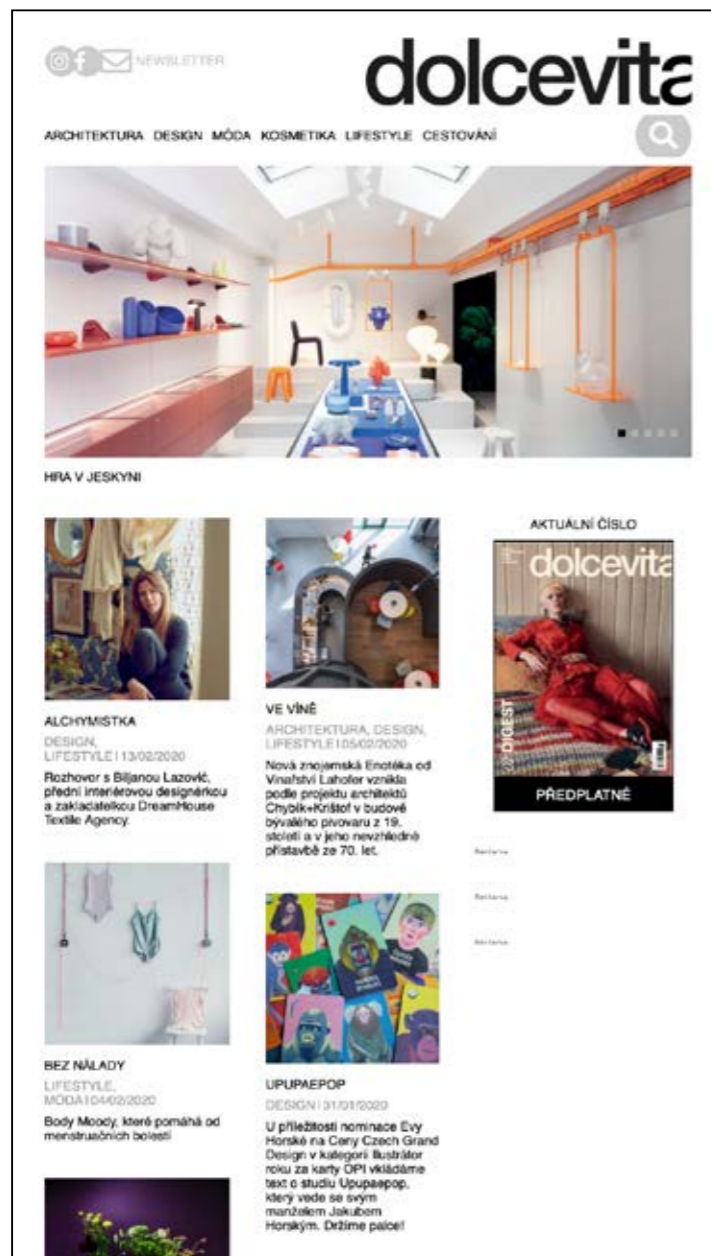 NEWSLETTER
dolcevita
ARCHITEKTURA DESIGN MÓDA KOSMETIKA LIFESTYLE CESTOVÁNÍ
HRA V JESKYNI
ALCHYMISTKA
DESIGN,
LIFESTYLE | 13/02/2020
Rozhovor s Biljanou Lazović,
přední interiérovou designérkou
a zakladatelkou DreamHouse
Textile Agency.
BEZ NÁLADY
LIFESTYLE,
MÓDA | 04/02/2020
Body Moody, které pomáhá od
menstruačních bolestí
VE VÍNĚ
ARCHITEKTURA, DESIGN,
LIFESTYLE | 05/02/2020
Nová znojemská Enotéka od
Vinařství Lahofer vznikla
podle projektu architektů
Chybik+Krištof v budově
bývalého pivovaru z 19.
století a v jeho nevzhledné
přístavbě ze 70. let.
UPUPAEPOP
DESIGN | 31/01/2020
U příležitosti nominace Evy
Horské na Ceny Czech Grand
Design v kategorii Ilustrátor
roku za karty OPI vkládáme
text o studiu Upupaepop,
který vede se svým
manželem Jakubem
Horským. Držíme palce!
AKTUÁLNÍ ČÍSLO
dolcevita
DIGEST
PŘEDPLATNÉ
Reklama
Reklama
Reklama